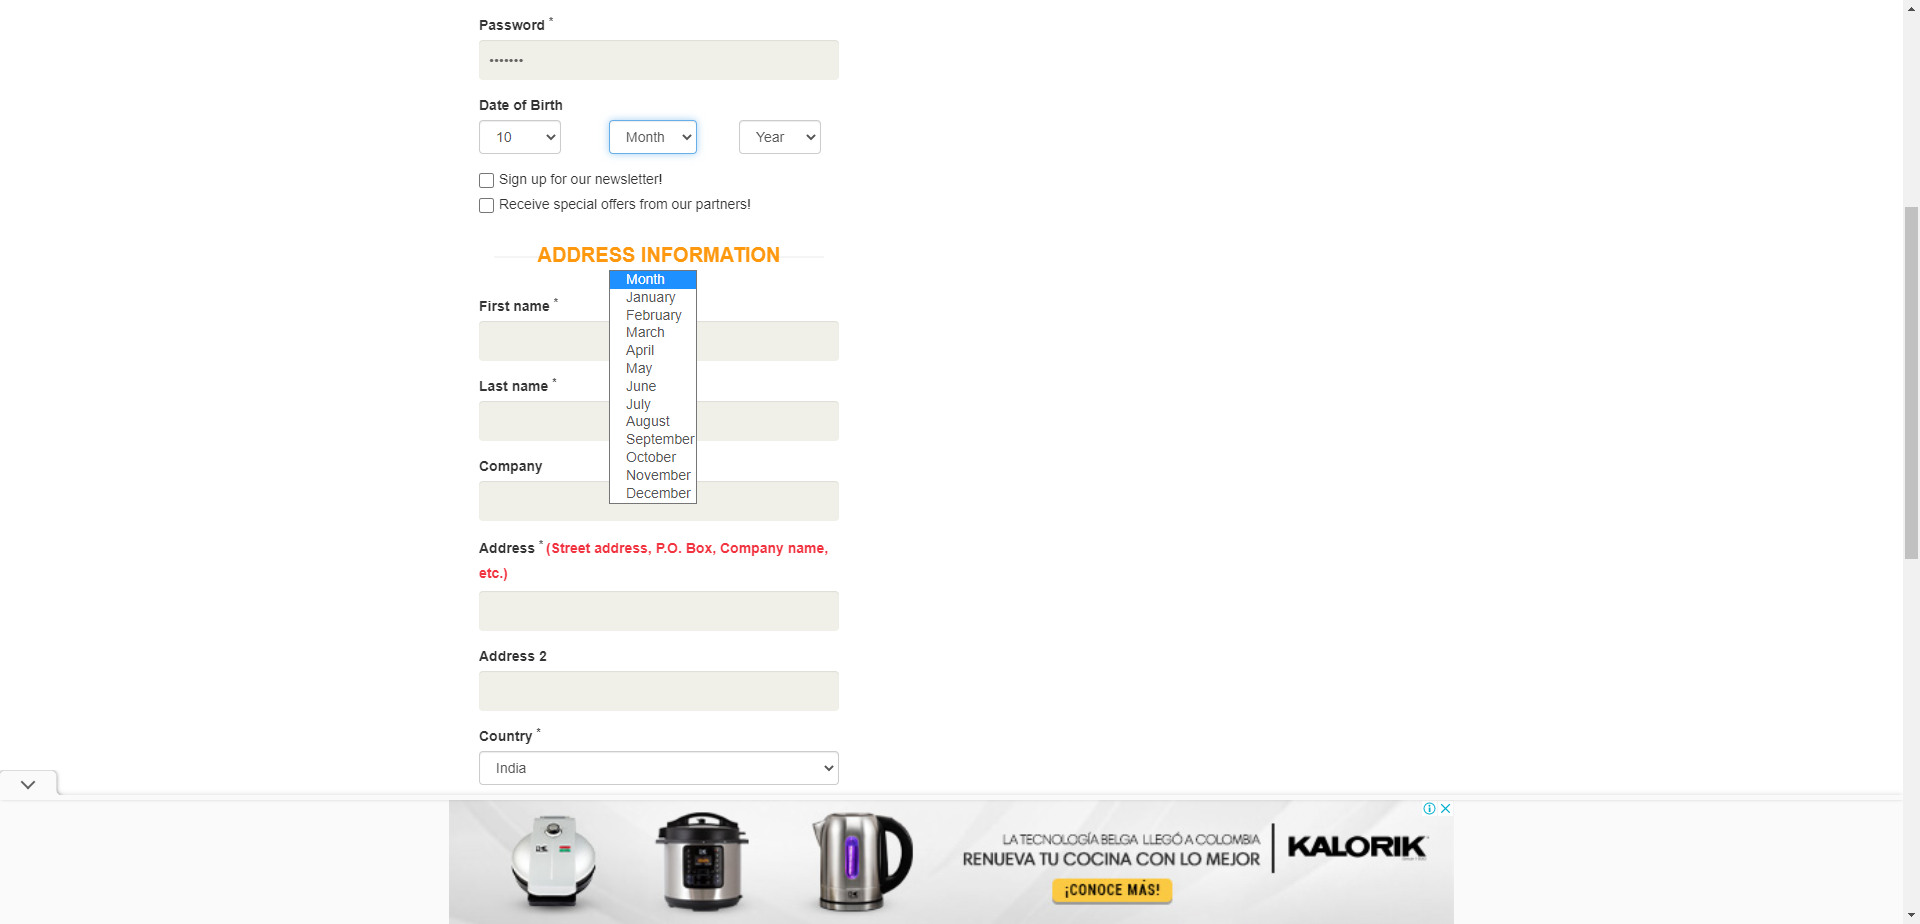 Password *
•••••••
Date of Birth
10 Month Year
Sign up for our newsletter!
Receive special offers from our partners!
ADDRESS INFORMATION
Month
January
First name *
February
March
April
May
Last name *
June
July
August
September
Company
October
November
December
Address * (Street address, P.O. Box, Company name,
etc.)
Address 2
Country *
India
LA TECNOLOGÍA BELGA LLEGÓ A COLOMBIA
RENUEVA TU COCINA CON LO MEJOR
KALORIK
¡CONOCE MÁS!